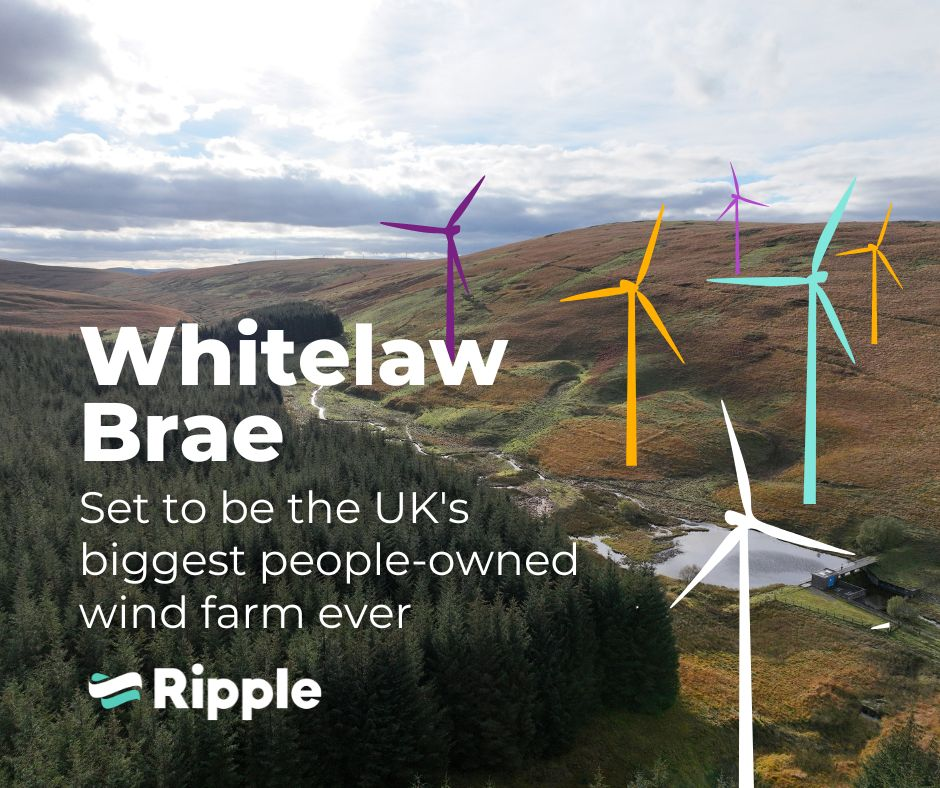 Whitelaw
Brae
Set to be the UK's
biggest people-owned
wind farm ever
Ripple